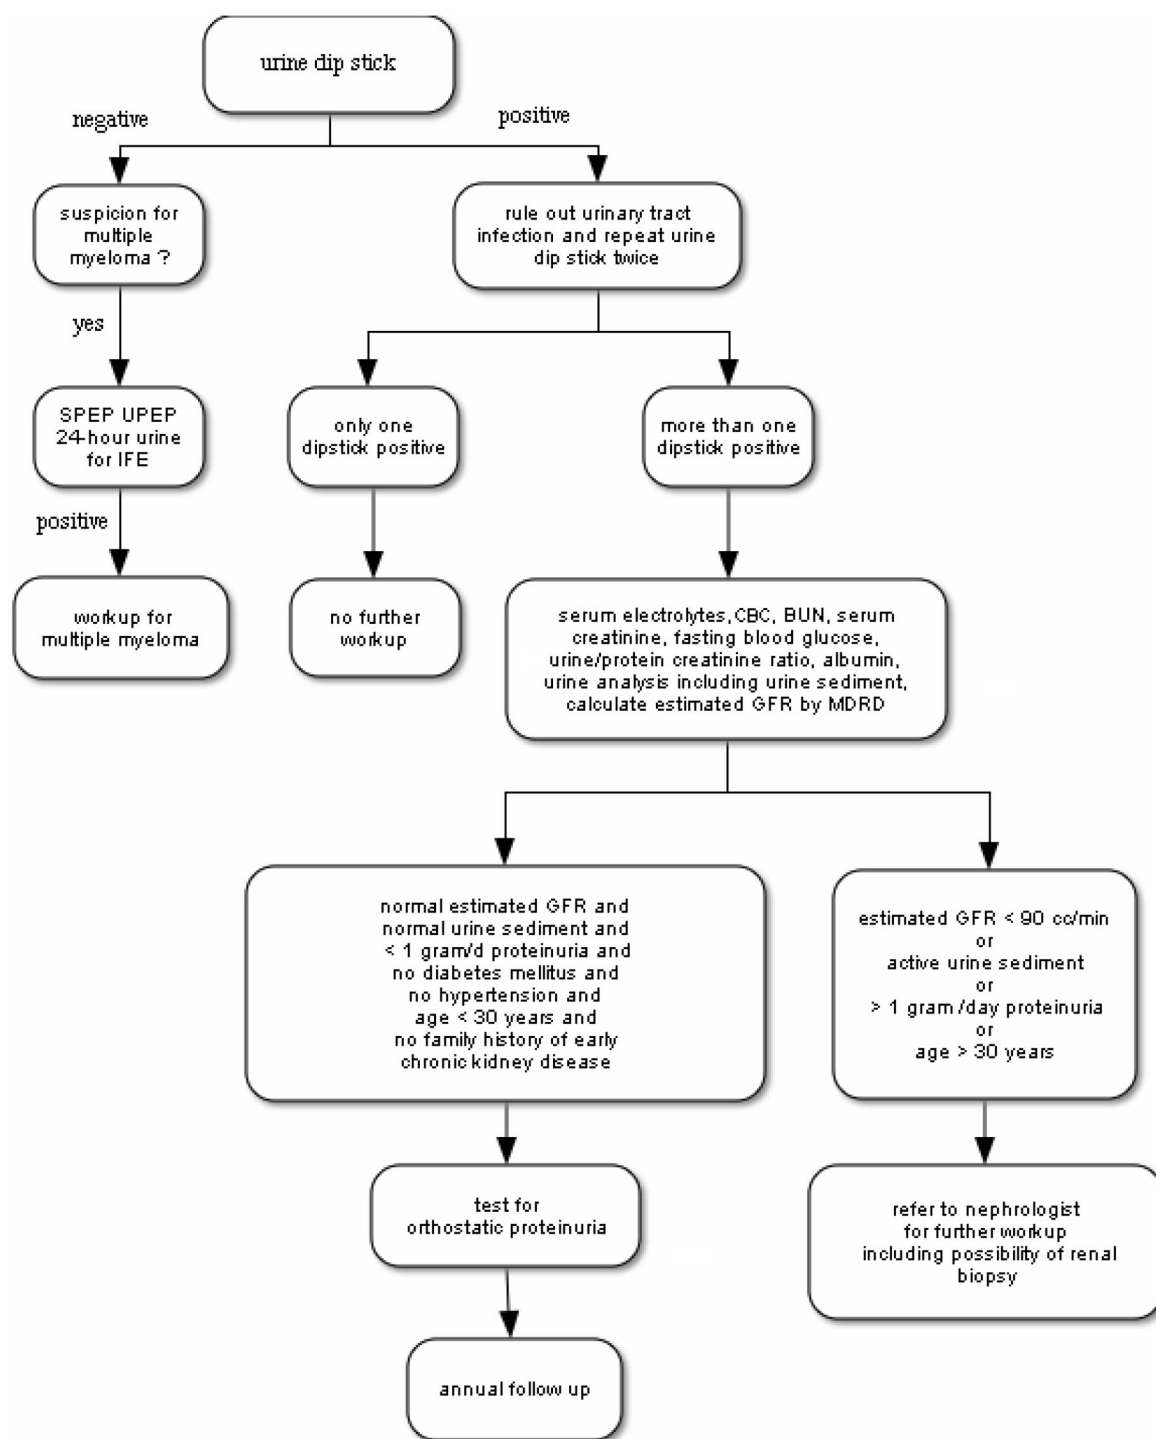 urine dip stick
negative
positive
suspicion for
multiple
myeloma ?
rule out urinary tract
infection and repeat urine
dip stick twice
yes
SPEP UPEP
24-hour urine
for IFE
only one
dipstick positive
more than one
dipstick positive
positive
workup for
multiple myeloma
no further
workup
serum electrolytes, CBC, BUN, serum
creatinine, fasting blood glucose,
urine/protein creatinine ratio, albumin,
urine analysis including urine sediment,
calculate estimated GFR by MDRD
normal estimated GFR and
normal urine sediment and
< 1 gram/d proteinuria and
no diabetes mellitus and
no hypertension and
age < 30 years and
no family history of early
chronic kidney disease
estimated GFR < 90 cc/min
or
active urine sediment
or
> 1 gram /day proteinuria
or
age > 30 years
test for
orthostatic proteinuria
refer to nephrologist
for further workup
including possibility of renal
biopsy
annual follow up